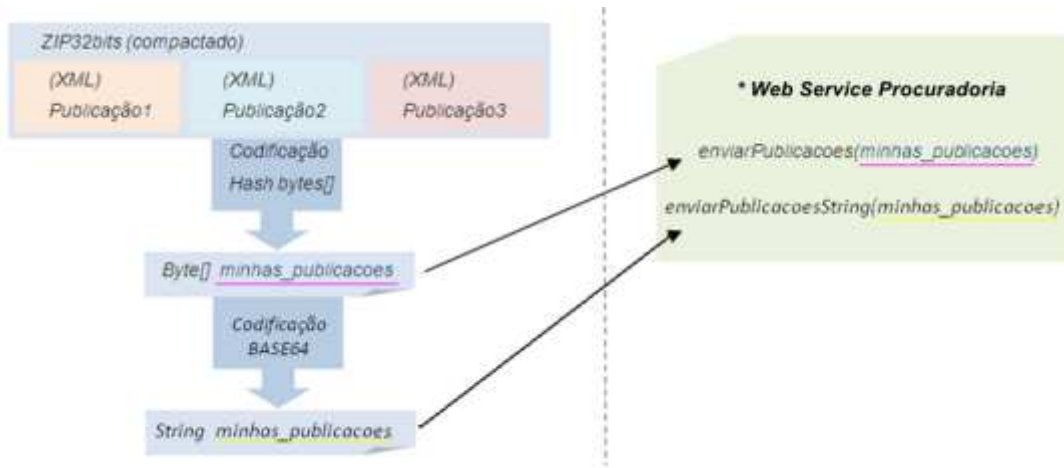 ZIP32bits (compactado)
(XML)
Publicação1
(XML)
Publicação2
(XML)
Publicação3
Codificação
Hash bytes[]
Byte[] minhas_publicacoes
Codificação
BASE64
String minhas_publicacoes
* Web Service Procuradoria
enviarPublicacoes(minhas_publicacoes)
enviarPublicacoesString(minhas_publicacoes)